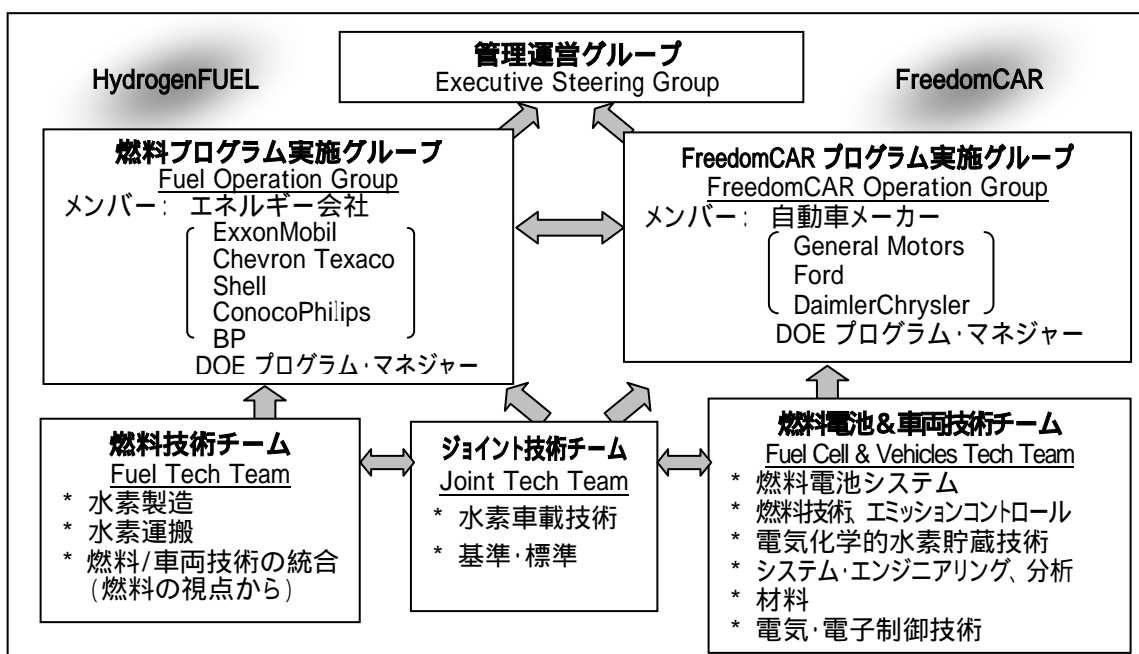 HydrogenFUEL
管理運営グループ
Executive Steering Group
FreedomCAR
燃料プログラム実施グループ
Fuel Operation Group
メンバー: エネルギー会社
ExxonMobil
Chevron Texaco
Shell
ConocoPhilips
BP
DOE プログラム・マネジャー
FreedomCAR プログラム実施グループ
FreedomCAR Operation Group
メンバー: 自動車メーカー
General Motors
Ford
DaimlerChrysler
DOE プログラム・マネジャー
燃料技術チーム
Fuel Tech Team
* 水素製造
* 水素運搬
* 燃料/車両技術の統合
(燃料の視点から)
ジョイント技術チーム
Joint Tech Team
* 水素車載技術
* 基準・標準
燃料電池&車両技術チーム
Fuel Cell & Vehicles Tech Team
* 燃料電池システム
* 燃料技術、エミッションコントロール
* 電気化学的水素貯蔵技術
* システム・エンジニアリング、分析
* 材料
* 電気・電子制御技術